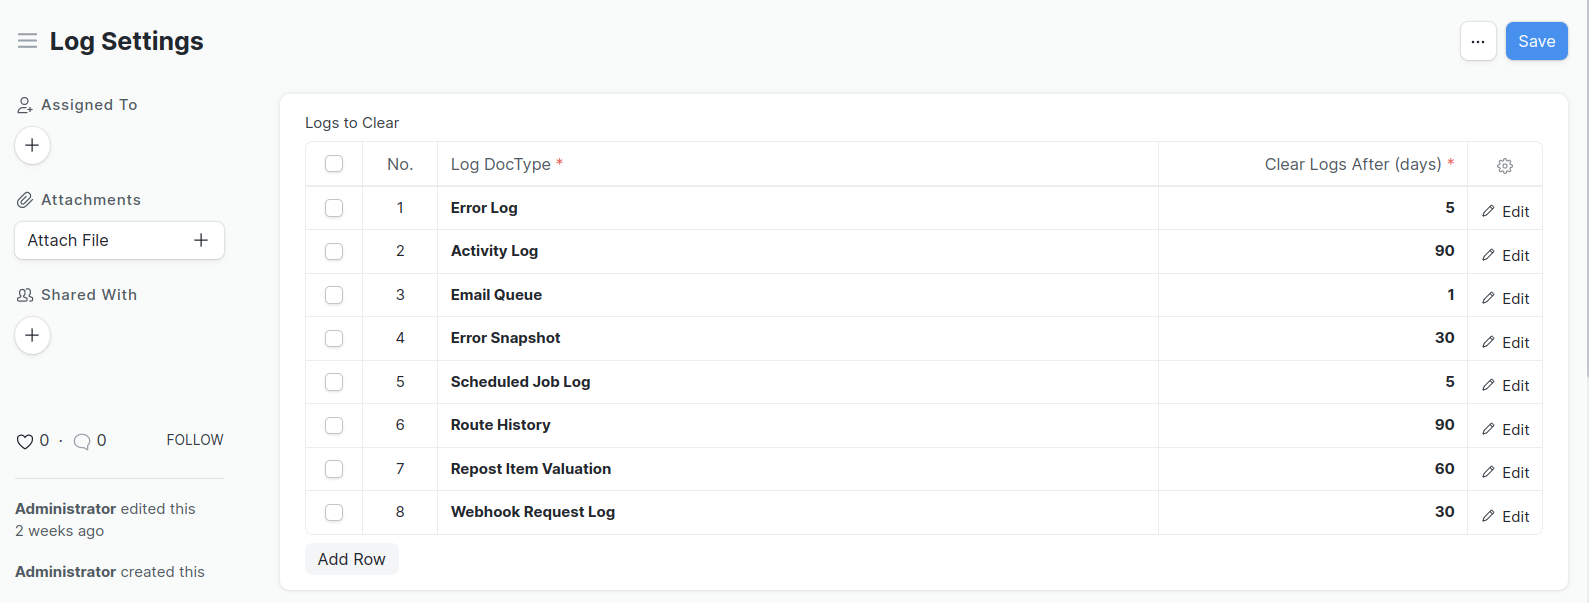 Log Settings
...
Save
Assigned To
Attachments
Attach File
Shared With
0 · 0 FOLLOW
Administrator edited this
2 weeks ago
Administrator created this
Logs to Clear
No. Log DocType * Clear Logs After (days) *
1 Error Log 5 Edit
2 Activity Log 90 Edit
3 Email Queue 1 Edit
4 Error Snapshot 30 Edit
5 Scheduled Job Log 5 Edit
6 Route History 90 Edit
7 Repost Item Valuation 60 Edit
8 Webhook Request Log 30 Edit
Add Row